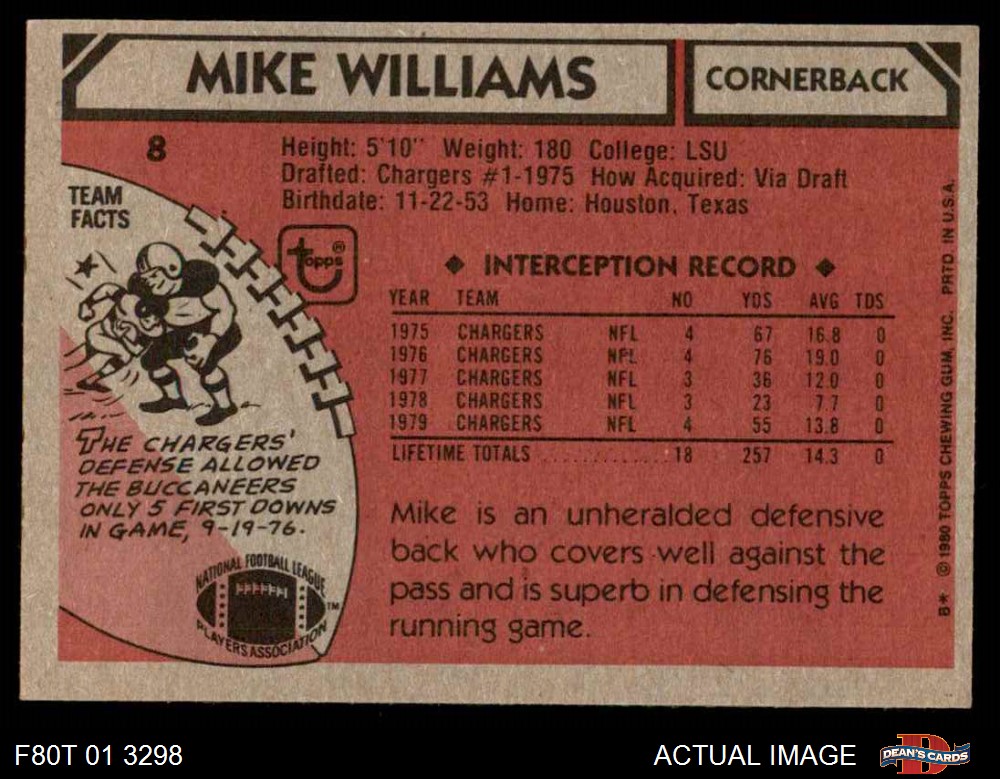 MIKE WILLIAMS
CORNERBACK
8
Height: 5'10" Weight: 180 College: LSU
Drafted: Chargers #1-1975 How Acquired: Via Draft
Birthdate: 11-22-53 Home: Houston, Texas
TEAM
FACTS
topps®
◆ INTERCEPTION RECORD ◆
YEAR TEAM NO YDS AVG TDS
1975 CHARGERS NFL 4 67 16.8 0
1976 CHARGERS NFL 4 76 19.0 0
1977 CHARGERS NFL 3 36 12.0 0
1978 CHARGERS NFL 3 23 7.7 0
1979 CHARGERS NFL 4 55 13.8 0
LIFETIME TOTALS .............. 18 257 14.3 0
THE CHARGERS'
DEFENSE ALLOWED
THE BUCCANEERS
ONLY 5 FIRST DOWNS
IN GAME, 9-19-76.
Mike is an unheralded defensive
back who covers well against the
pass and is superb in defending the
running game.
NATIONAL FOOTBALL LEAGUE
PLAYERS ASSOCIATION
TM
B* © 1980 TOPPS CHEWING GUM, INC. PRTD. IN U.S.A.
F80T 01 3298
ACTUAL IMAGE
DEAN'S CARDS